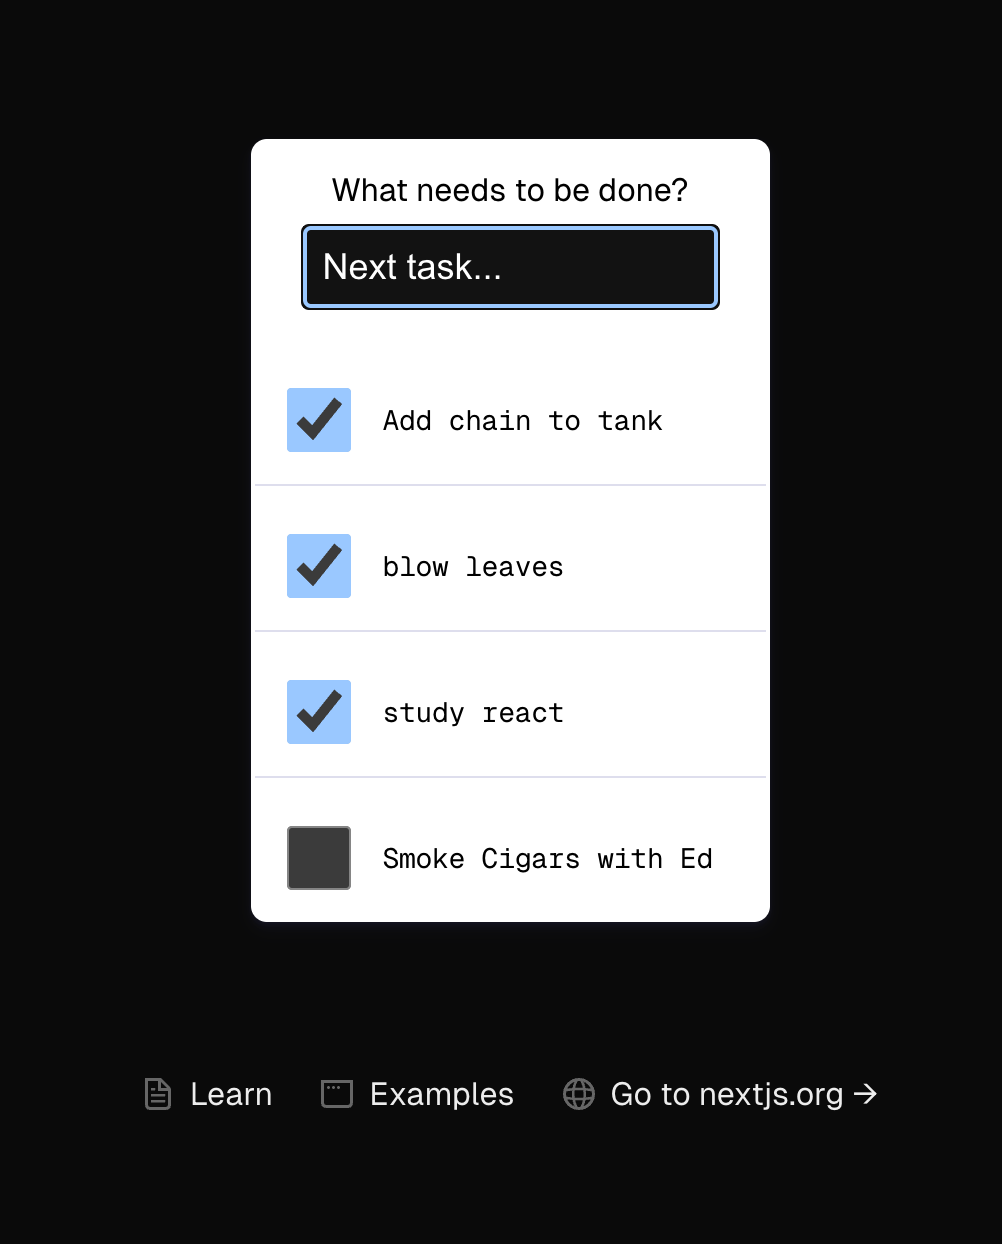 What needs to be done?
Next task...
Add chain to tank
blow leaves
study react
Smoke Cigars with Ed
Learn
Examples
Go to nextjs.org →